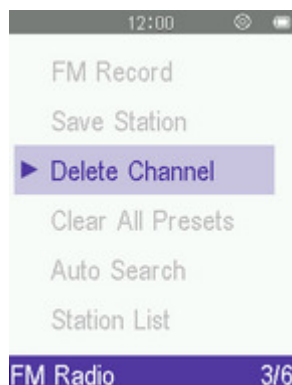 12:00
FM Record
Save Station
Delete Channel
Clear All Presets
Auto Search
Station List
FM Radio 3/6